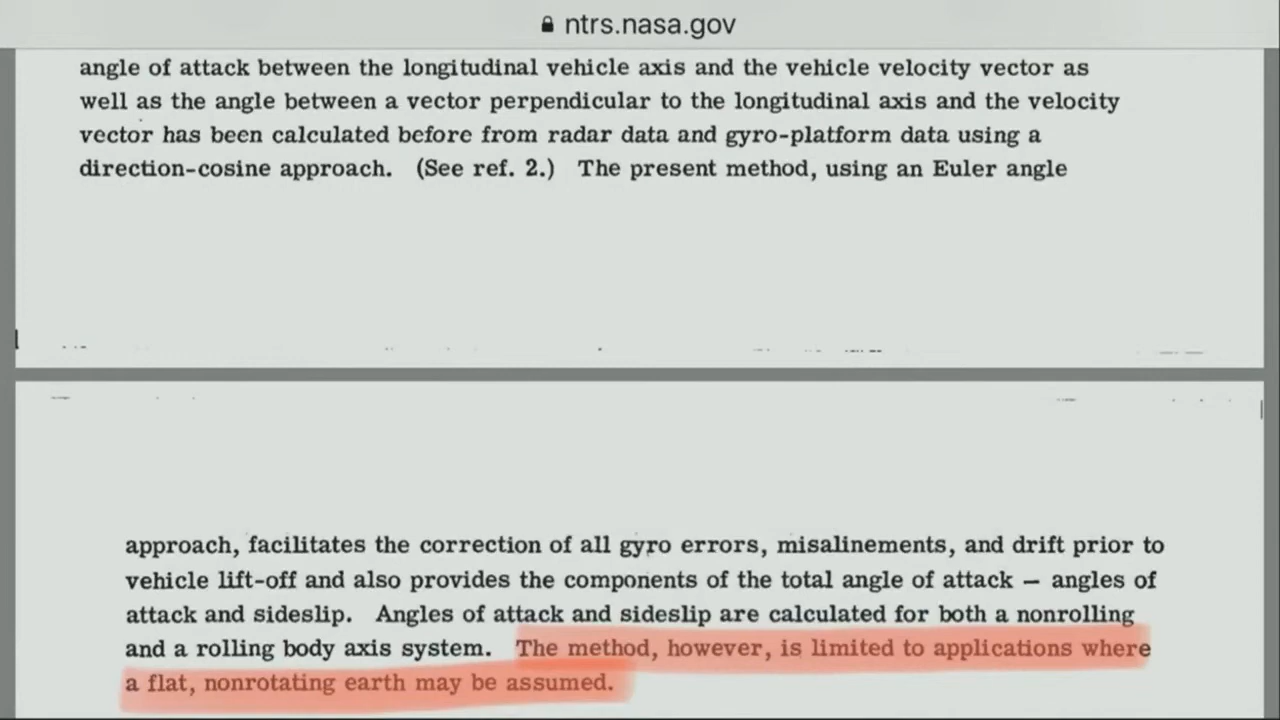 ntrs.nasa.gov
angle of attack between the longitudinal vehicle axis and the vehicle velocity vector as
well as the angle between a vector perpendicular to the longitudinal axis and the velocity
vector has been calculated before from radar data and gyro-platform data using a
direction-cosine approach. (See ref. 2.) The present method, using an Euler angle
approach, facilitates the correction of all gyro errors, misalinements, and drift prior to
vehicle lift-off and also provides the components of the total angle of attack – angles of
attack and sideslip. Angles of attack and sideslip are calculated for both a nonrolling
and a rolling body axis system. The method, however, is limited to applications where
a flat, nonrotating earth may be assumed.